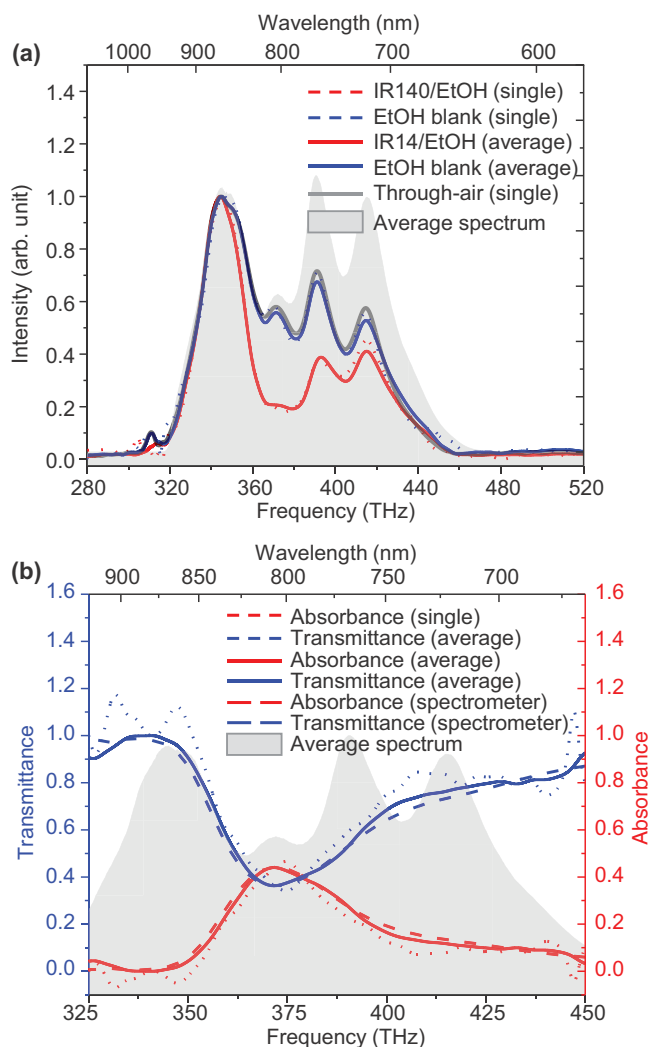 Wavelength (nm)
1000 900 800 700 600
(a)
1.4
1.2
1.0
0.8
0.6
0.4
0.2
0.0
Intensity (arb. unit)
IR140/EtOH (single)
EtOH blank (single)
IR14/EtOH (average)
EtOH blank (average)
Through-air (single)
Average spectrum
280 320 360 400 440 480 520
Frequency (THz)
Wavelength (nm)
(b)
900 850 800 750 700
1.6 1.6
1.4 1.4
1.2 1.2
1.0 1.0
0.8 0.8
0.6 0.6
0.4 0.4
0.2 0.2
0.0 0.0
Transmittance
Absorbance
Absorbance (single)
Transmittance (average)
Absorbance (average)
Transmittance (average)
Absorbance (spectrometer)
Transmittance (spectrometer)
Average spectrum
325 350 375 400 425 450
Frequency (THz)